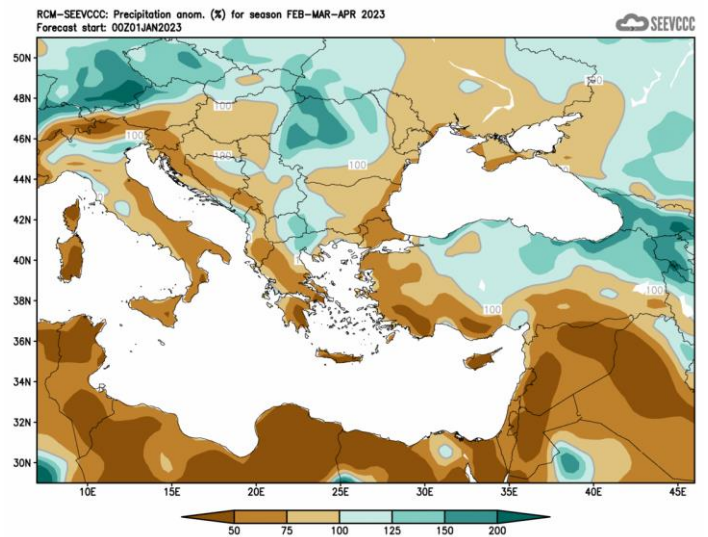 RCM-SEEVCCC: Precipitation anom. (%) for season FEB-MAR-APR 2023
Forecast start: 00Z01JAN2023
SEEVCCC
50N
48N
46N
44N
42N
40N
38N
36N
34N
32N
30N
100
100
100
100
100
100
100
10E 15E 20E 25E 30E 35E 40E 45E
50 75 100 125 150 200